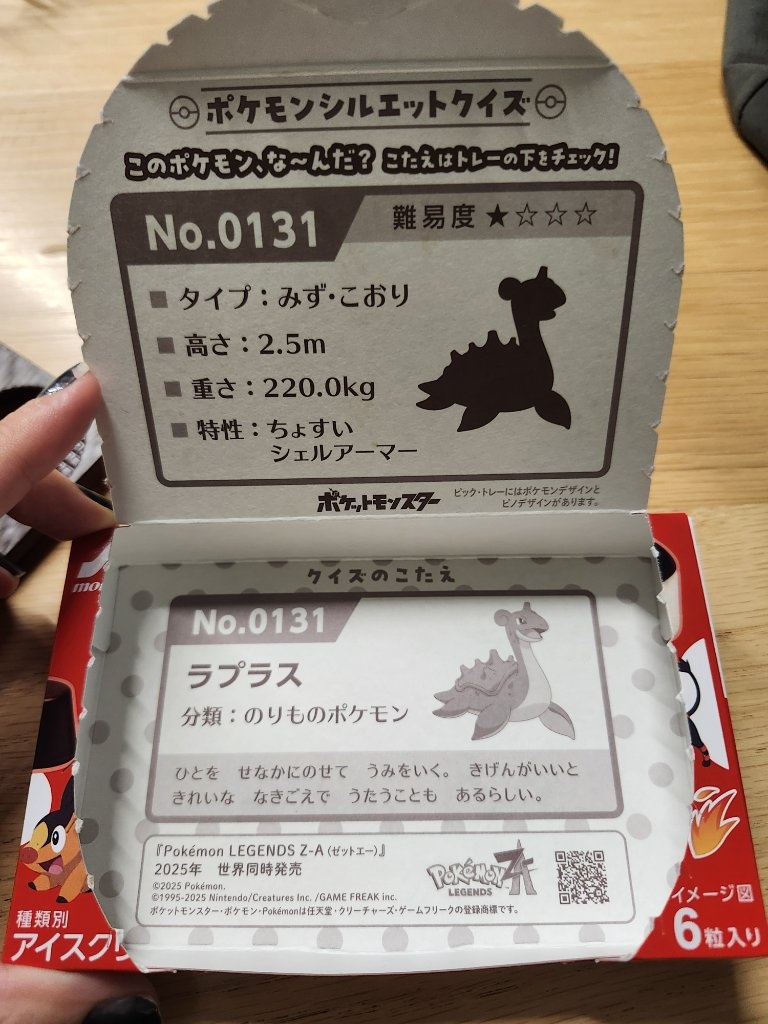 ポケモンシルエットクイズ
このポケモン、な～んだ？ こたえはトレーの下をチェック！
No.0131
難易度 ★☆☆☆
■ タイプ：みず・こおり
■ 高さ：2.5m
■ 重さ：220.0kg
■ 特性：ちょすい
シェルアーマー
ポケットモンスター
ピック・トレーにはポケモンデザインと
ピノデザインがあります。
クイズのこたえ
No.0131
ラプラス
分類：のりものポケモン
ひとを せなかにのせて うみをいく。 きげんがいいと
きれいな なきごえで うたうことも あるらしい。
『Pokémon LEGENDS Z-A（ゼットエー）』
2025年 世界同時発売
©2025 Pokémon.
©1995-2025 Nintendo/Creatures Inc. /GAME FREAK inc.
ポケットモンスター・ポケモン・Pokémonは任天堂・クリーチャーズ・ゲームフリークの登録商標です。
POKéMON
LEGENDS Z-A
mo
種類別
アイスクリ
イメージ図
6粒入り